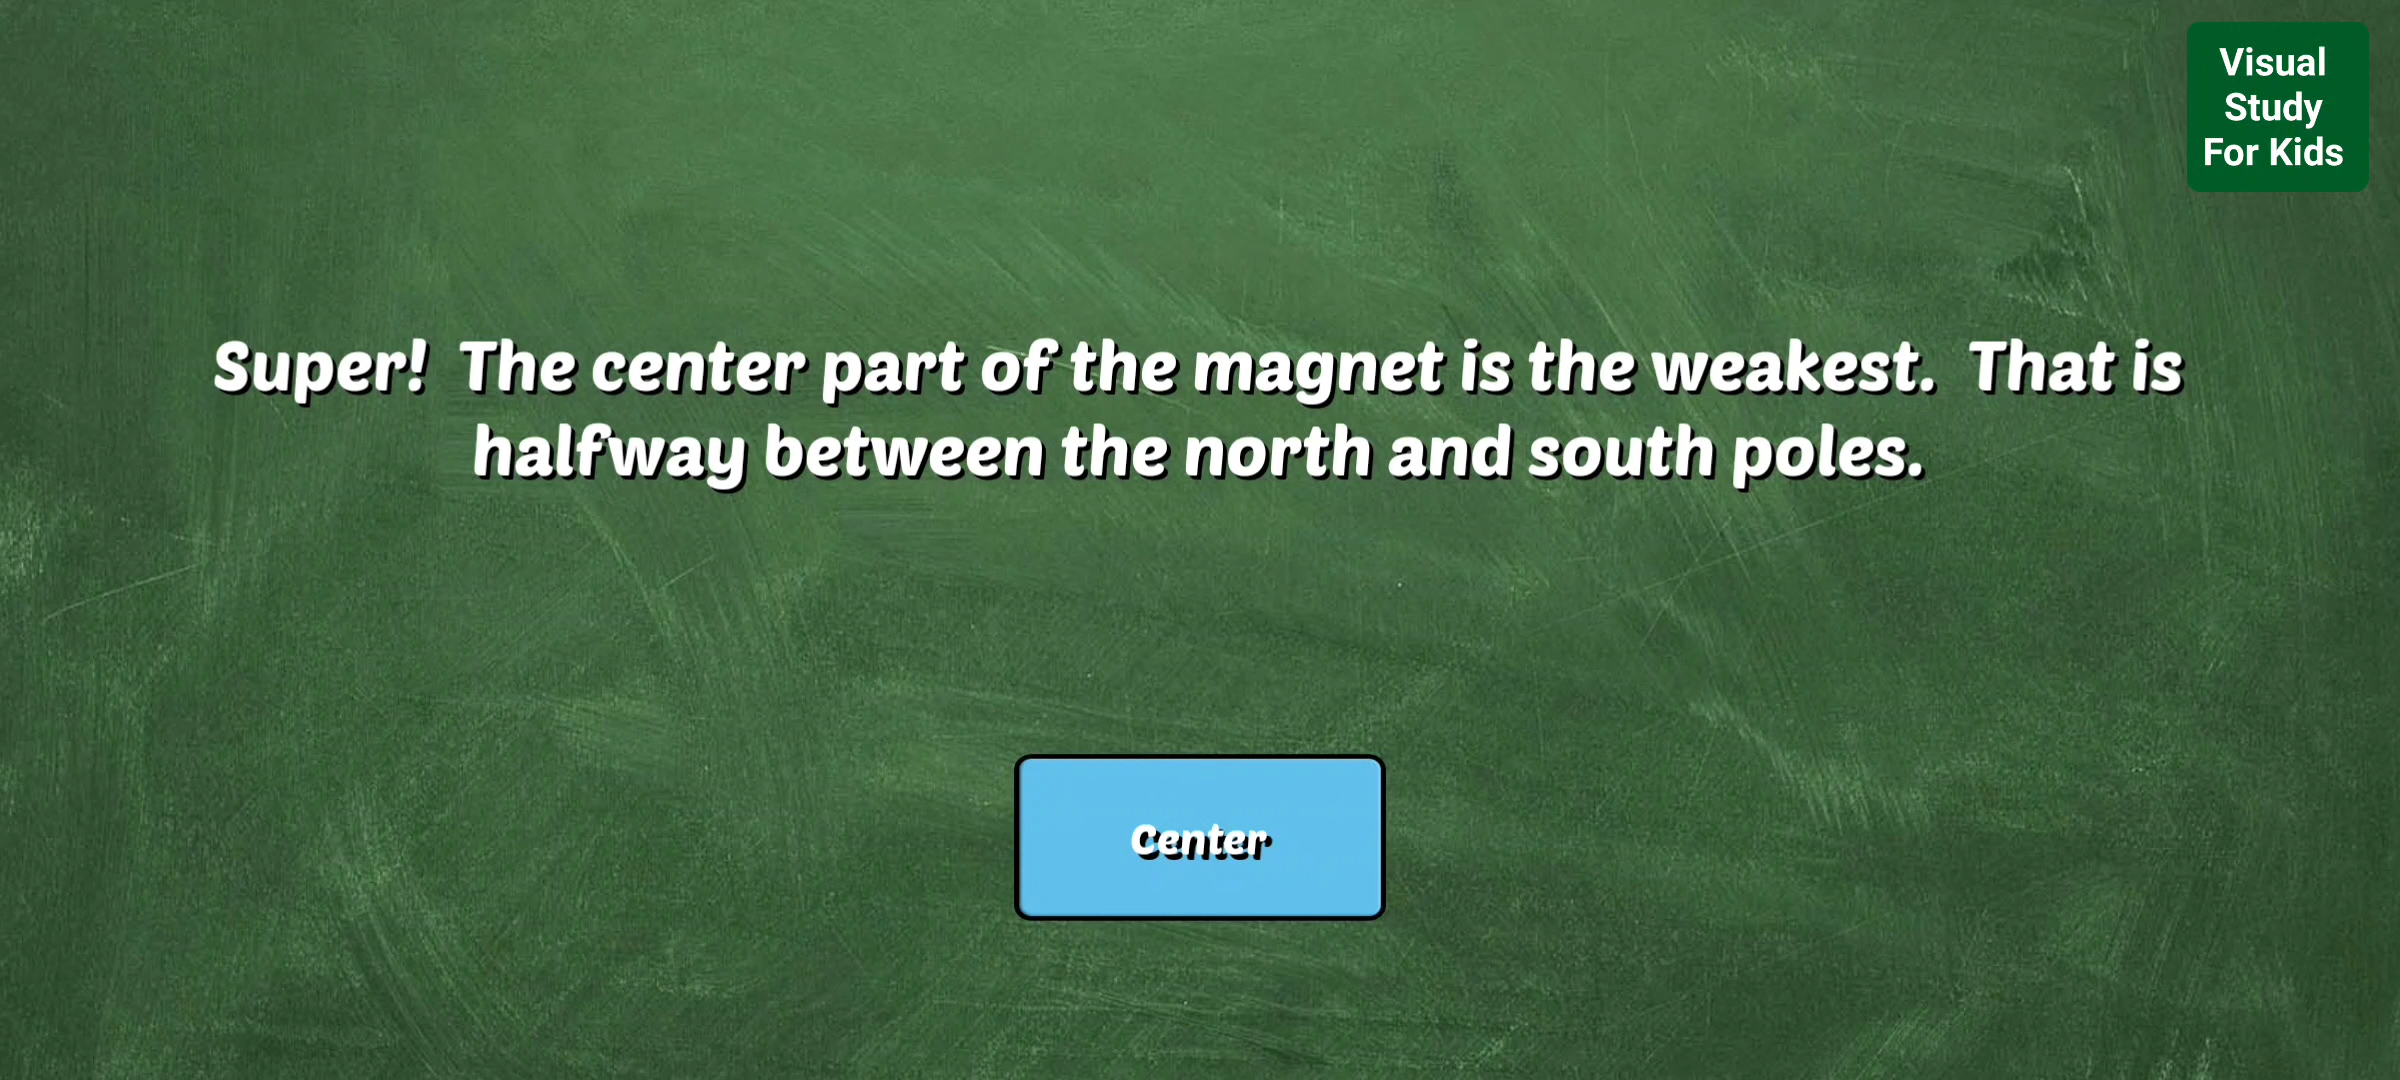 Visual
Study
For Kids
Super! The center part of the magnet is the weakest. That is
halfway between the north and south poles.
Center